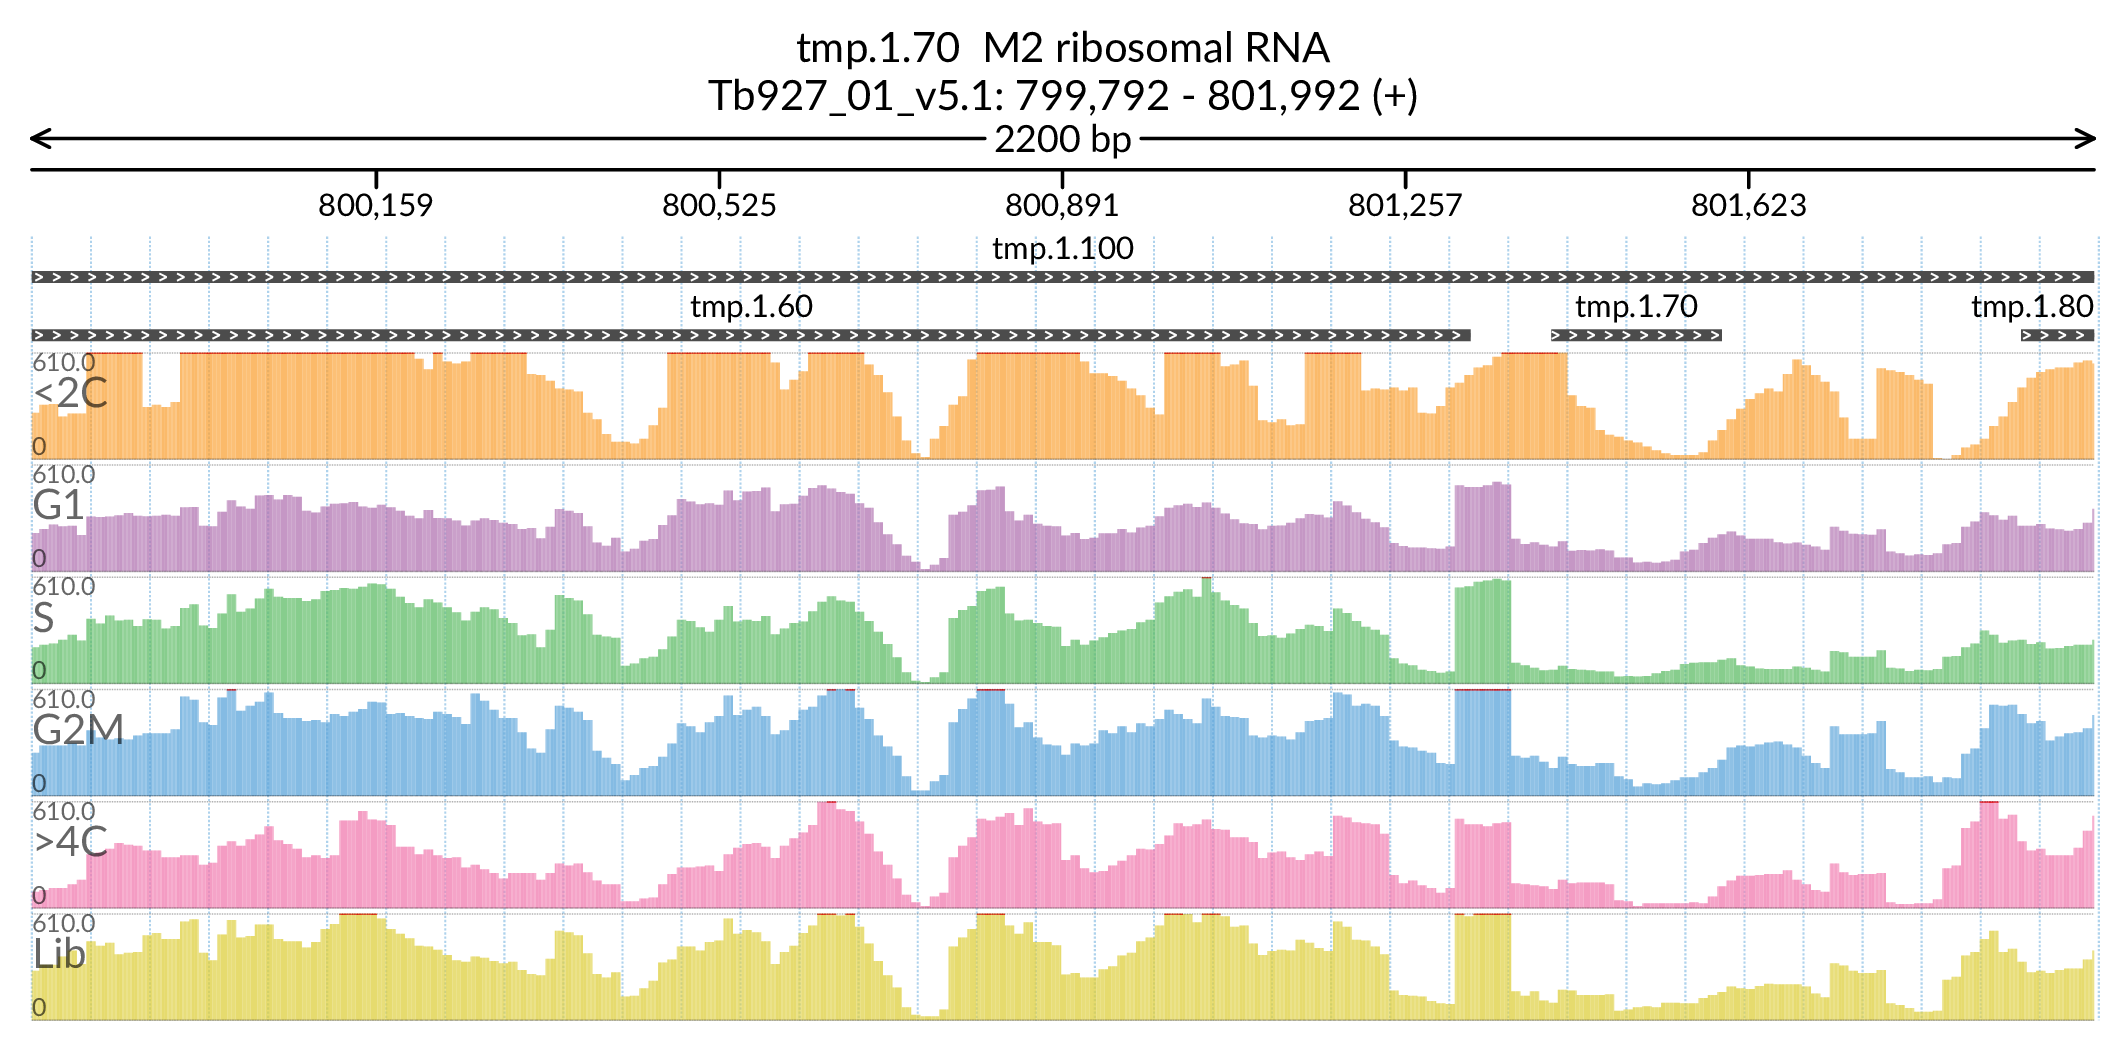 tmp.1.70  M2 ribosomal RNA
Tb927_01_v5.1: 799,792 - 801,992 (+)
2200 bp
800,159 800,525 800,891 801,257 801,623
tmp.1.100
tmp.1.60 tmp.1.70 tmp.1.80
610.0
<2C
0
610.0
G1
0
610.0
S
0
610.0
G2M
0
610.0
>4C
0
610.0
Lib
0